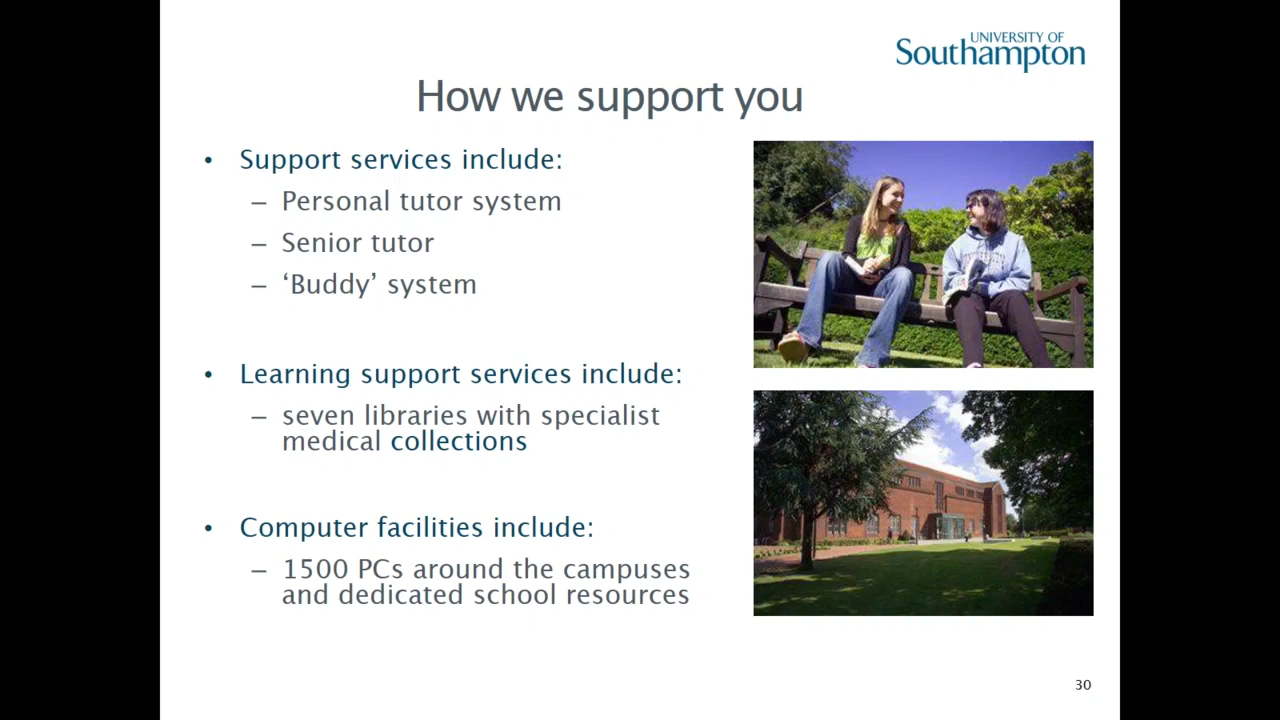 UNIVERSITY OF
Southampton
How we support you
• Support services include:
– Personal tutor system
– Senior tutor
– ‘Buddy’ system
• Learning support services include:
– seven libraries with specialist
medical collections
• Computer facilities include:
– 1500 PCs around the campuses
and dedicated school resources
30